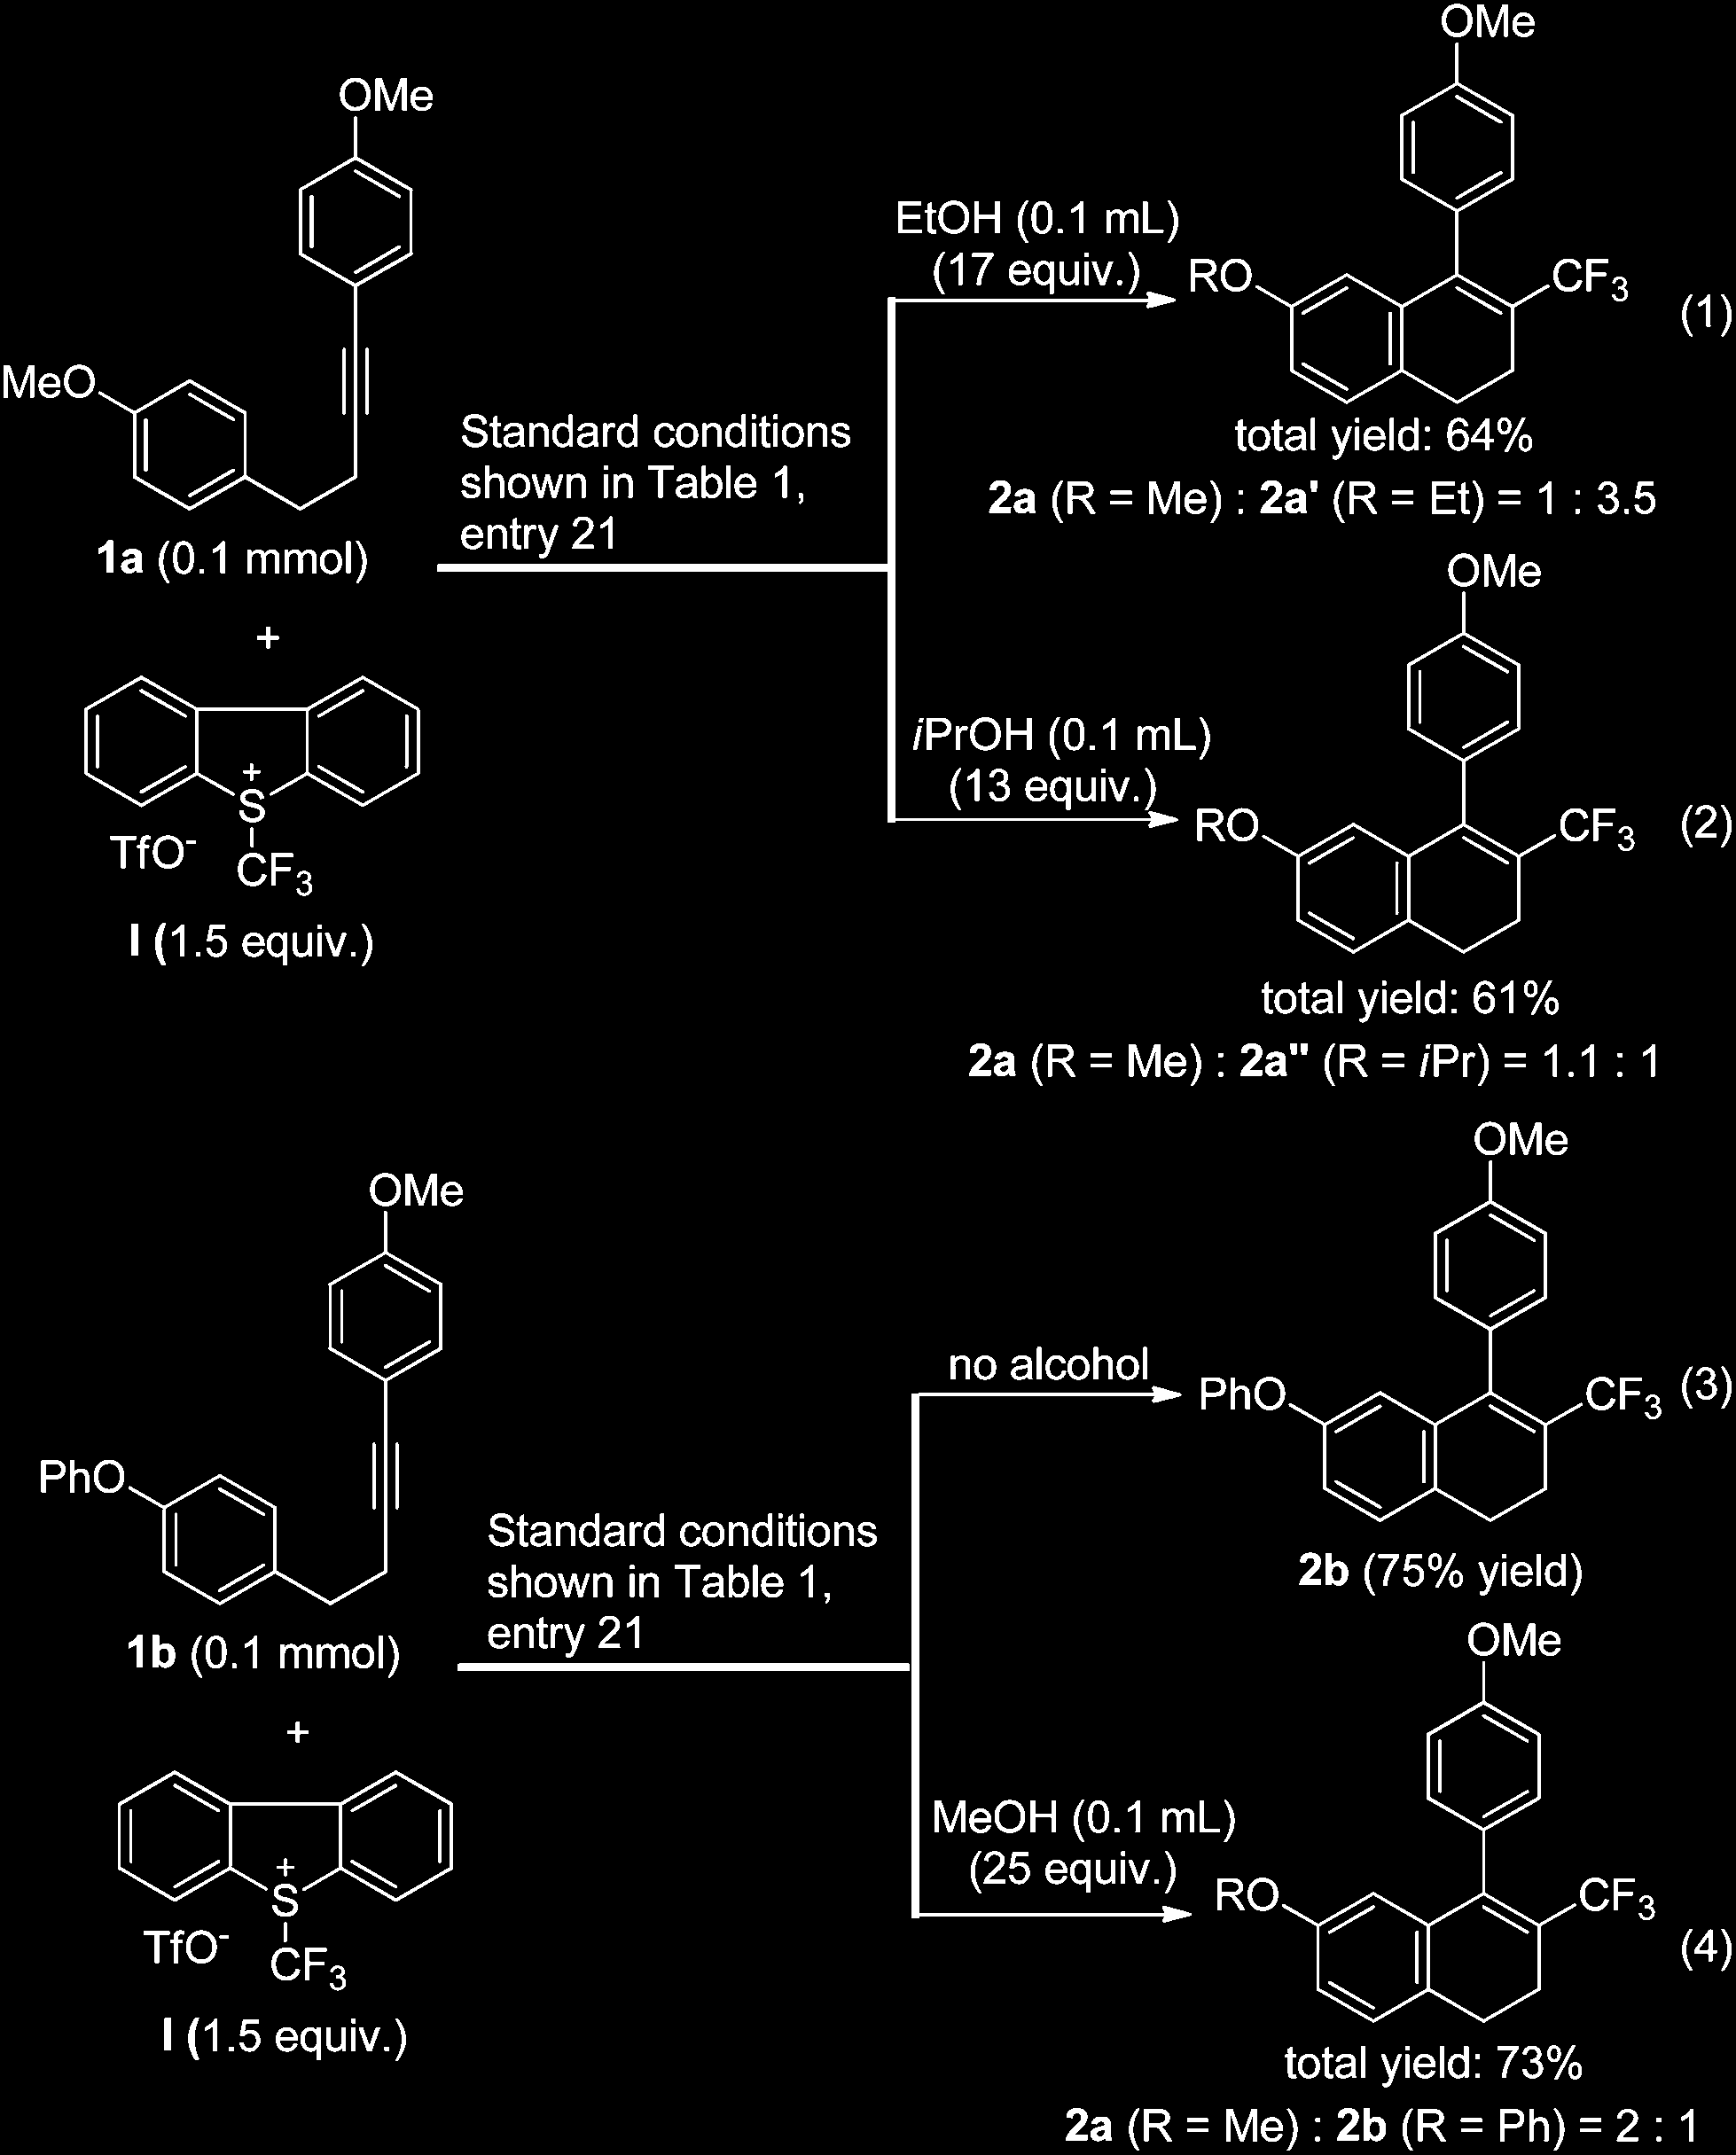 OMe
MeO
1a (0.1 mmol)
+
S+
TfO-
CF3
I (1.5 equiv.)
Standard conditions
shown in Table 1,
entry 21
EtOH (0.1 mL)
(17 equiv.)
OMe
RO
CF3
(1)
total yield: 64%
2a (R = Me) : 2a' (R = Et) = 1 : 3.5
iPrOH (0.1 mL)
(13 equiv.)
OMe
RO
CF3
(2)
total yield: 61%
2a (R = Me) : 2a" (R = iPr) = 1.1 : 1
OMe
PhO
1b (0.1 mmol)
+
S+
TfO-
CF3
I (1.5 equiv.)
Standard conditions
shown in Table 1,
entry 21
no alcohol
OMe
PhO
CF3
(3)
2b (75% yield)
MeOH (0.1 mL)
(25 equiv.)
OMe
RO
CF3
(4)
total yield: 73%
2a (R = Me) : 2b (R = Ph) = 2 : 1